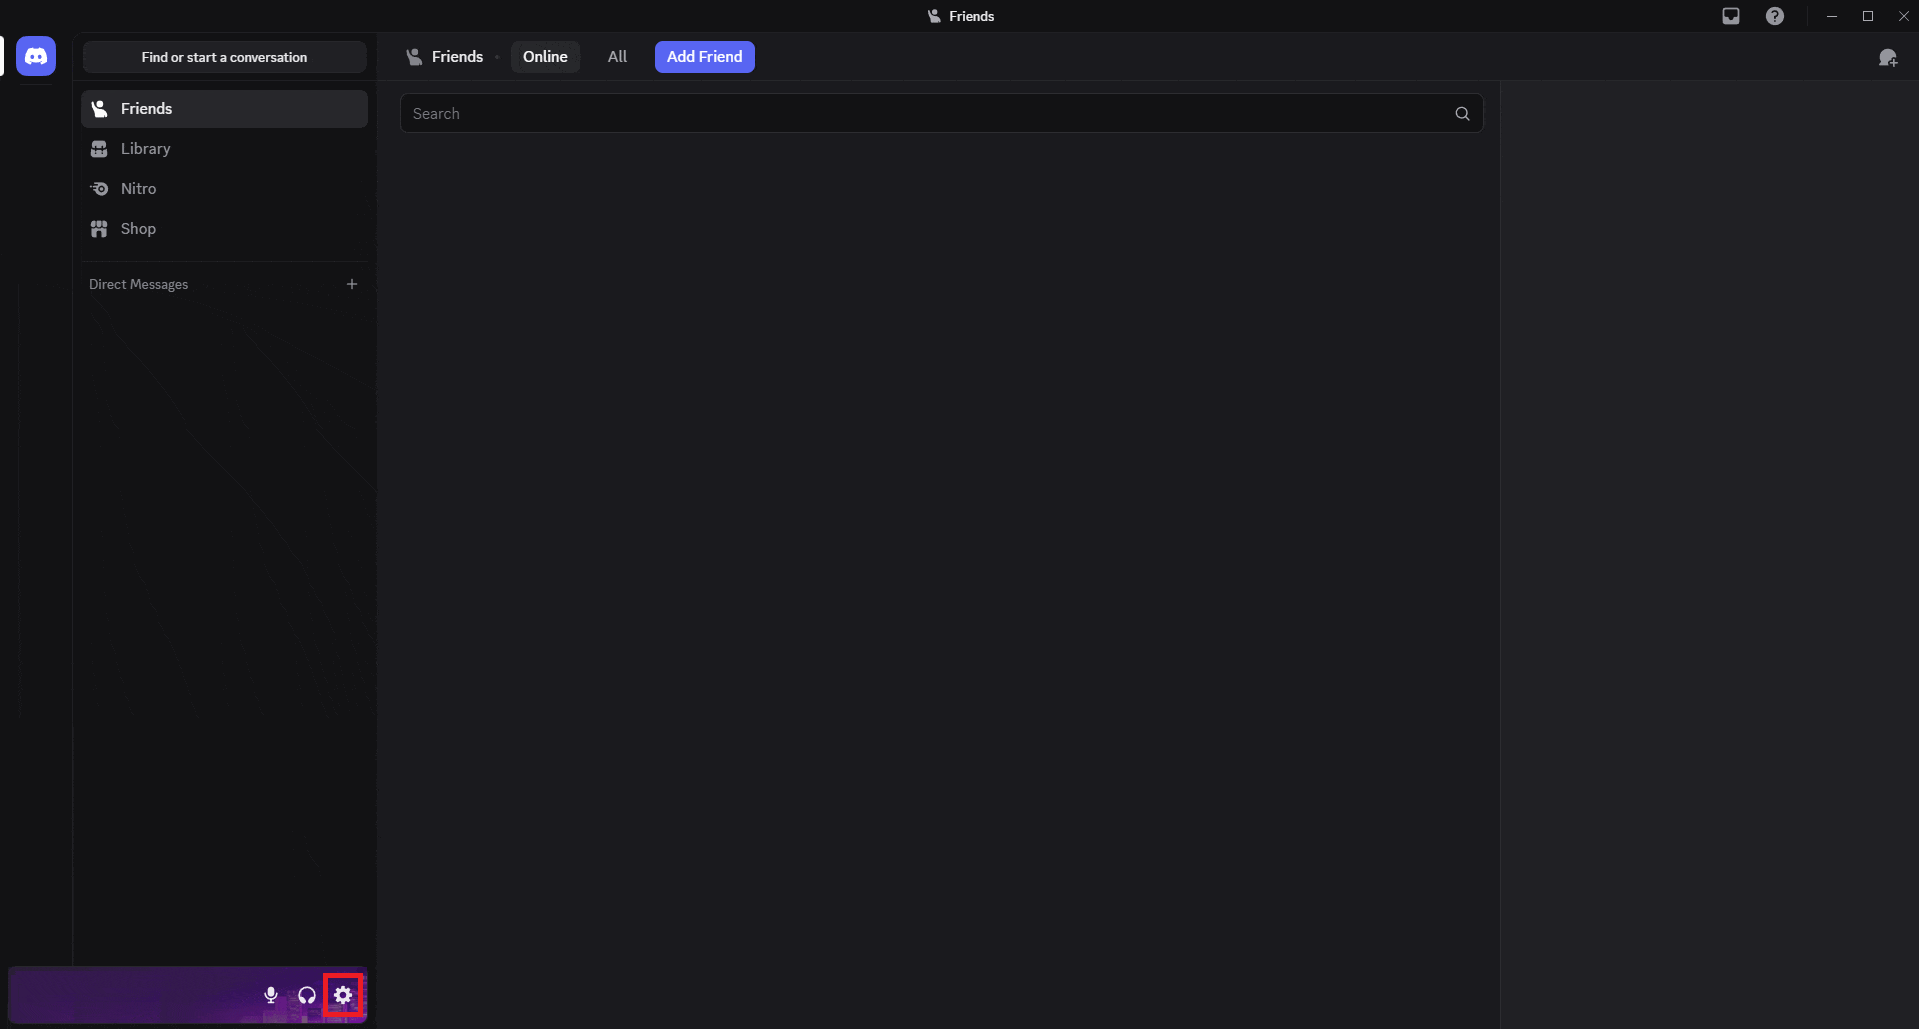 Friends
Find or start a conversation
Friends
Online
All
Add Friend
Friends
Search
Library
Nitro
Shop
Direct Messages